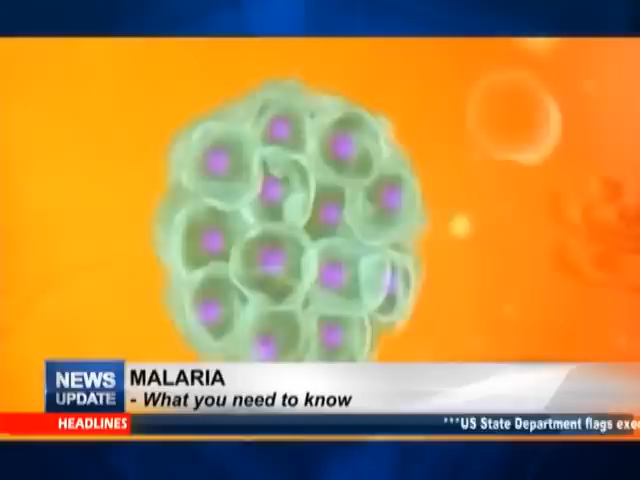 NEWS
UPDATE
MALARIA
- What you need to know
HEADLINES
***US State Department flags